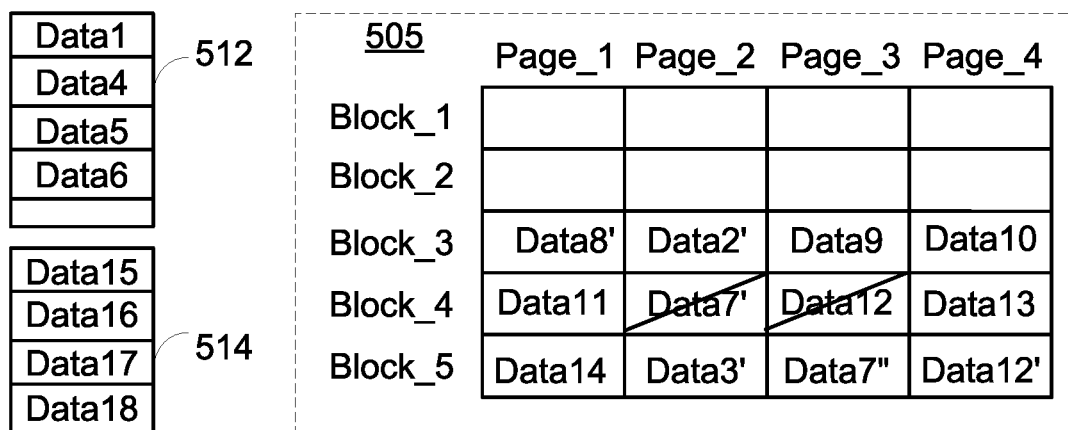 Data1
Data4
Data5
Data6
512
Data15
Data16
Data17
Data18
514
505
Page_1 Page_2 Page_3 Page_4
Block_1
Block_2
Block_3 Data8' Data2' Data9 Data10
Block_4 Data11 Data7' Data12 Data13
Block_5 Data14 Data3' Data7" Data12'